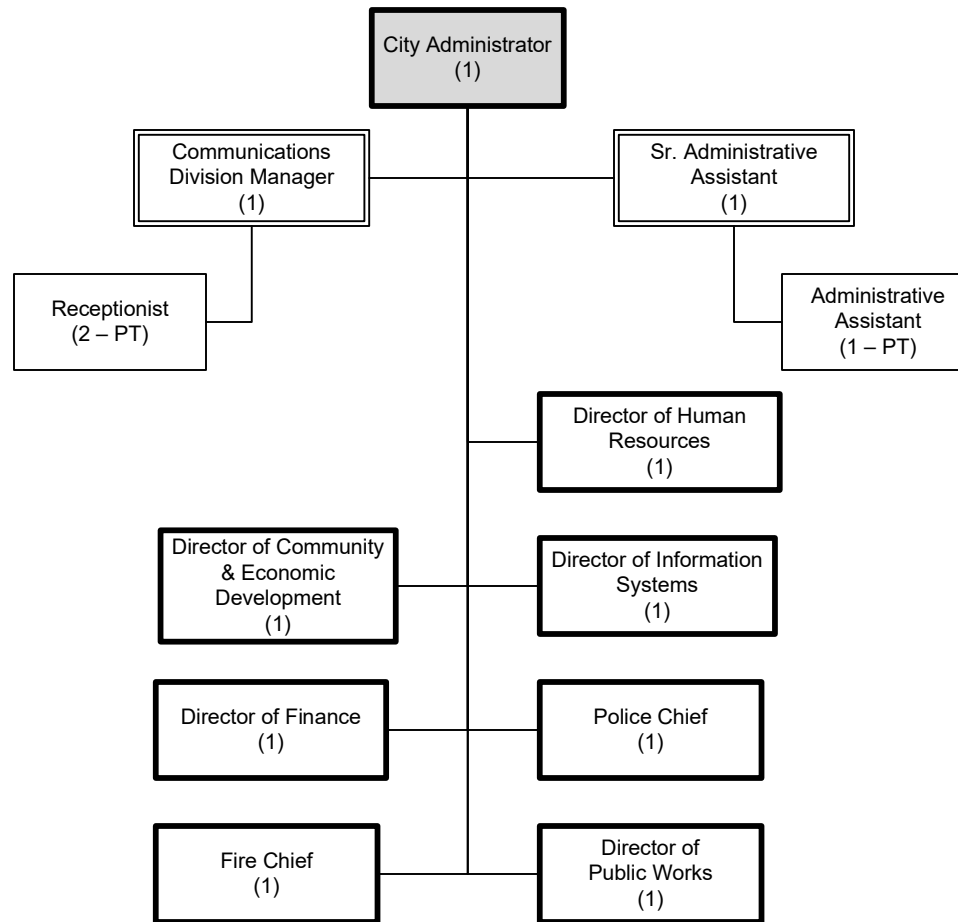 City Administrator
(1)
Communications
Division Manager
(1)
Sr. Administrative
Assistant
(1)
Receptionist
(2 – PT)
Administrative
Assistant
(1 – PT)
Director of Human
Resources
(1)
Director of Community
& Economic
Development
(1)
Director of Information
Systems
(1)
Director of Finance
(1)
Police Chief
(1)
Fire Chief
(1)
Director of
Public Works
(1)